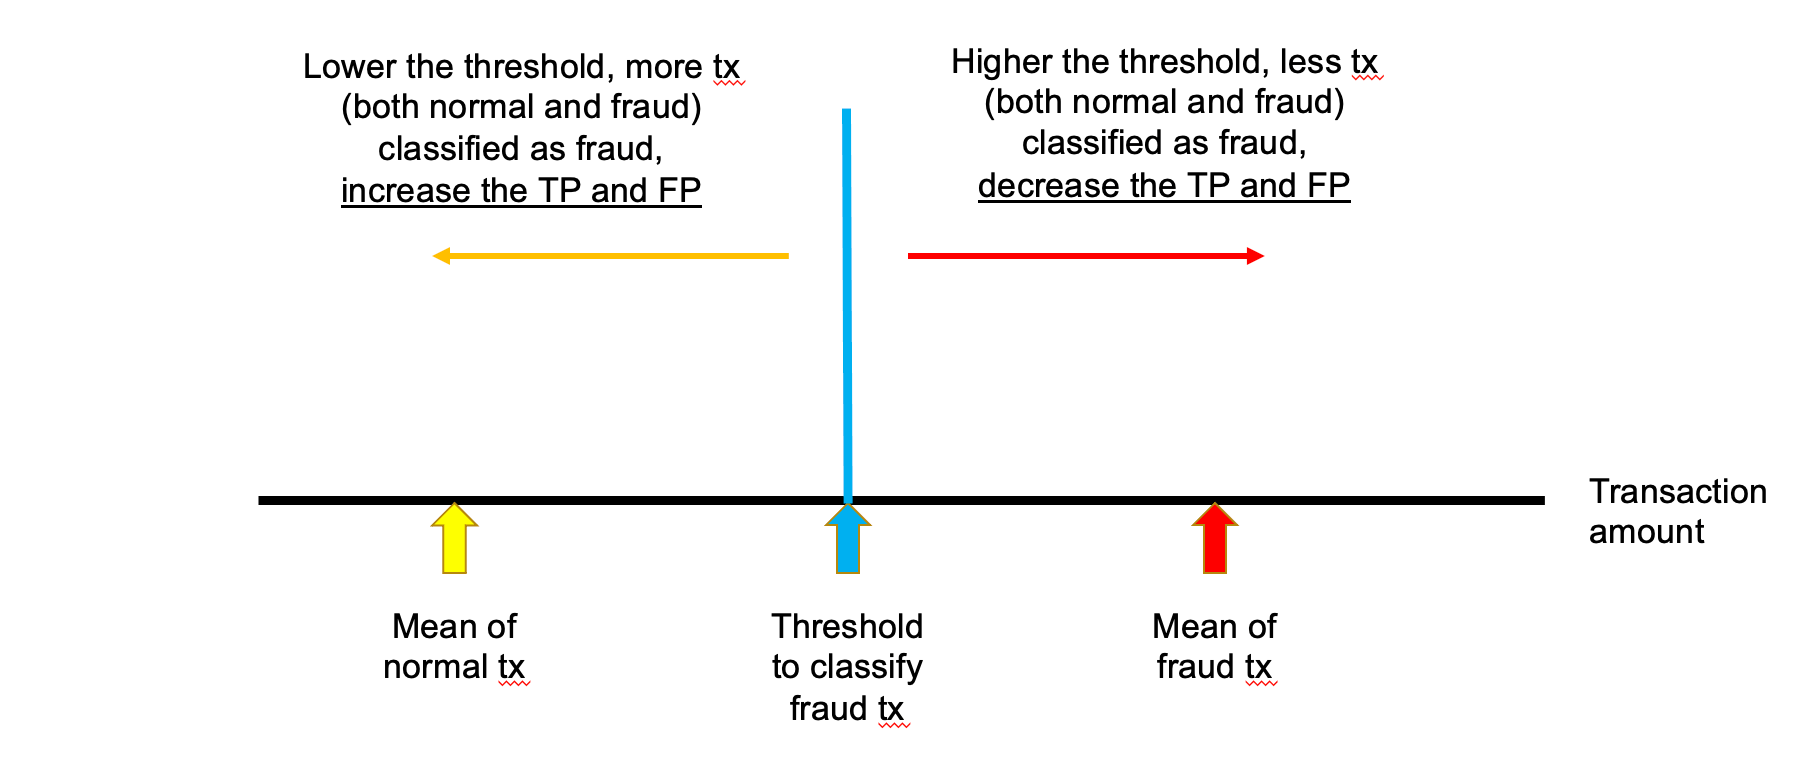 Lower the threshold, more tx
(both normal and fraud)
classified as fraud,
increase the TP and FP
Higher the threshold, less tx
(both normal and fraud)
classified as fraud,
decrease the TP and FP
Transaction
amount
Mean of
normal tx
Threshold
to classify
fraud tx
Mean of
fraud tx